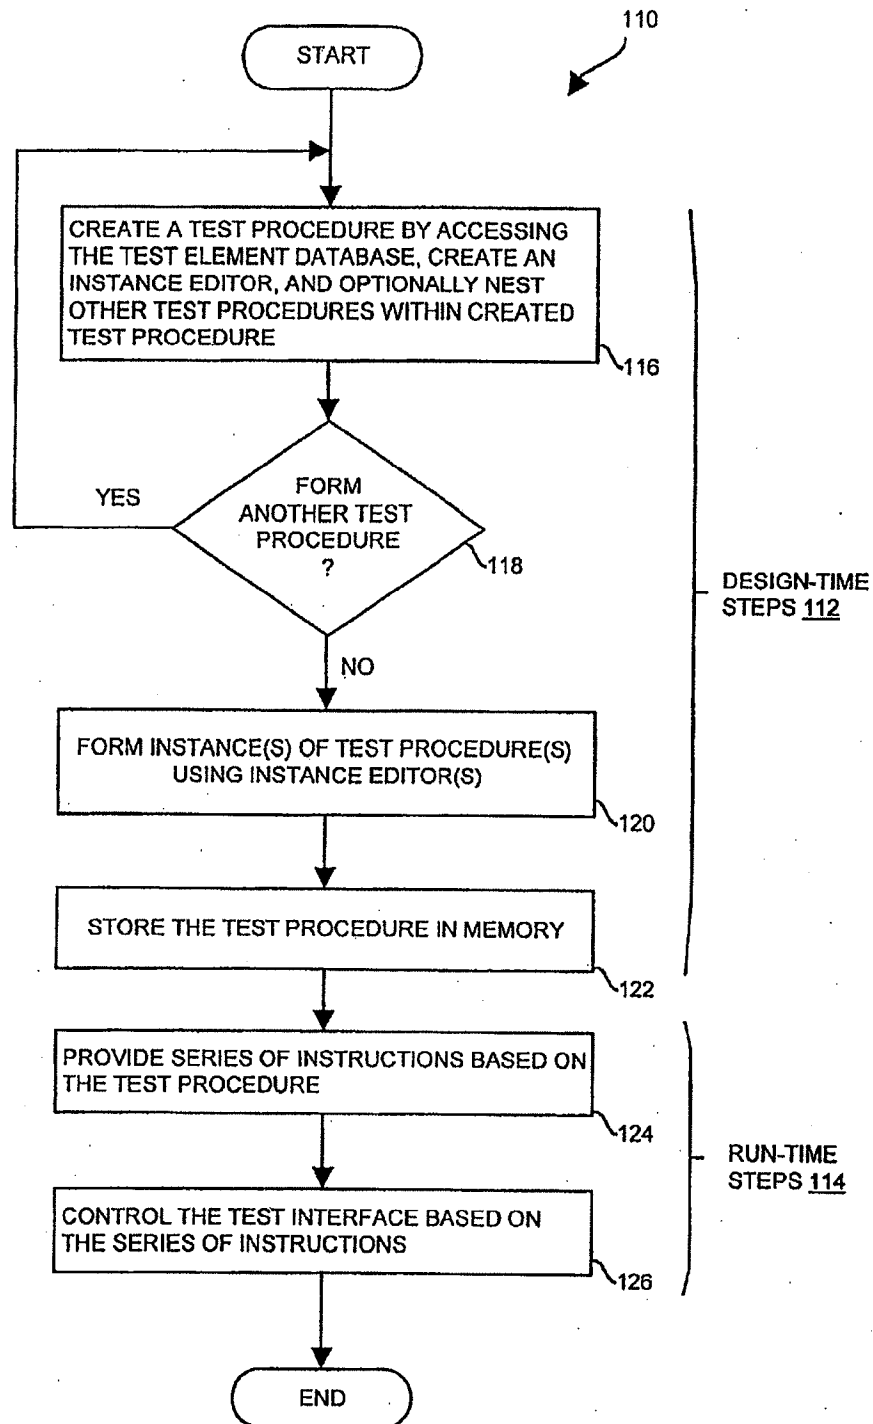 110
START
CREATE A TEST PROCEDURE BY ACCESSING
THE TEST ELEMENT DATABASE, CREATE AN
INSTANCE EDITOR, AND OPTIONALLY NEST
OTHER TEST PROCEDURES WITHIN CREATED
TEST PROCEDURE
116
YES
FORM
ANOTHER TEST
PROCEDURE
?
118
DESIGN-TIME
STEPS 112
NO
FORM INSTANCE(S) OF TEST PROCEDURE(S)
USING INSTANCE EDITOR(S)
120
STORE THE TEST PROCEDURE IN MEMORY
122
PROVIDE SERIES OF INSTRUCTIONS BASED ON
THE TEST PROCEDURE
124
RUN-TIME
STEPS 114
CONTROL THE TEST INTERFACE BASED ON
THE SERIES OF INSTRUCTIONS
126
END